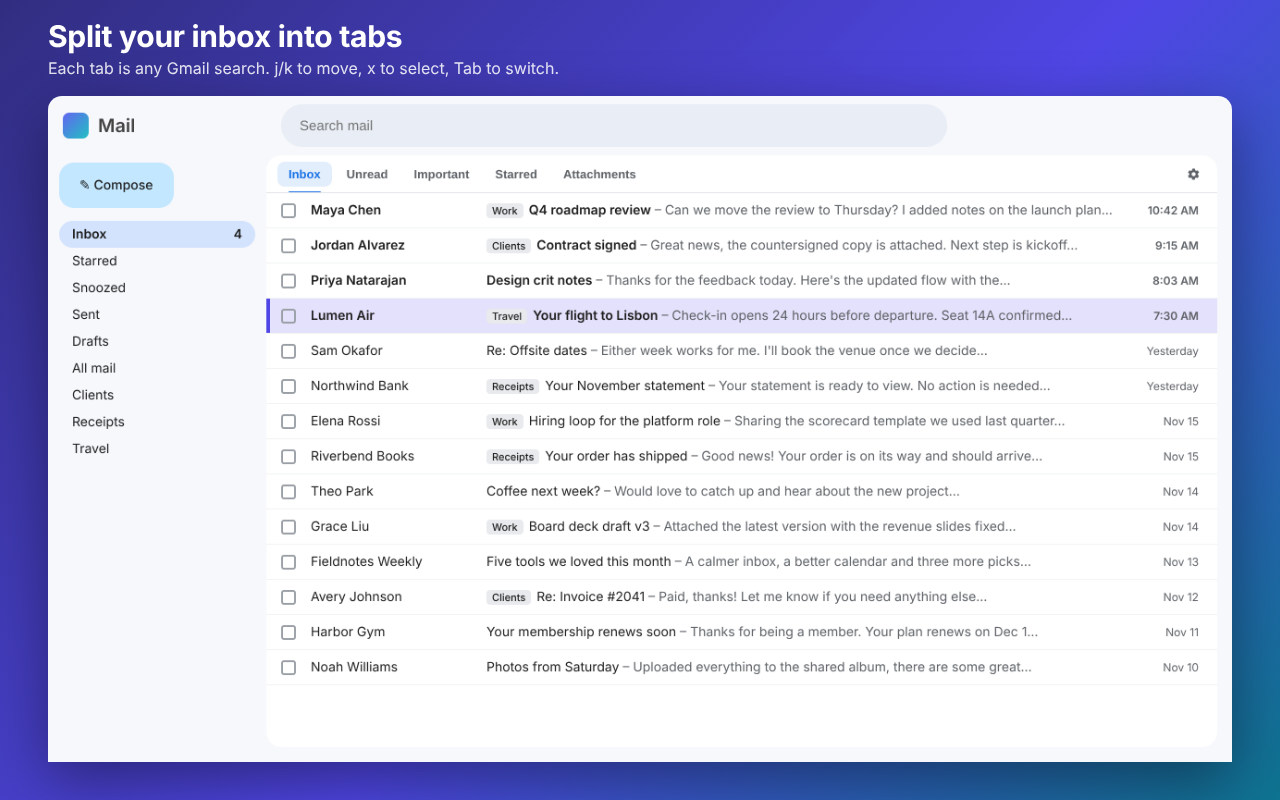 Split your inbox into tabs
Each tab is any Gmail search. j/k to move, x to select, Tab to switch.
Mail
Search mail
✎ Compose
Inbox 4
Starred
Snoozed
Sent
Drafts
All mail
Clients
Receipts
Travel
Inbox Unread Important Starred Attachments
Maya Chen Work Q4 roadmap review – Can we move the review to Thursday? I added notes on the launch plan... 10:42 AM
Jordan Alvarez Clients Contract signed – Great news, the countersigned copy is attached. Next step is kickoff... 9:15 AM
Priya Natarajan Design crit notes – Thanks for the feedback today. Here's the updated flow with the... 8:03 AM
Lumen Air Travel Your flight to Lisbon – Check-in opens 24 hours before departure. Seat 14A confirmed... 7:30 AM
Sam Okafor Re: Offsite dates – Either week works for me. I'll book the venue once we decide... Yesterday
Northwind Bank Receipts Your November statement – Your statement is ready to view. No action is needed... Yesterday
Elena Rossi Work Hiring loop for the platform role – Sharing the scorecard template we used last quarter... Nov 15
Riverbend Books Receipts Your order has shipped – Good news! Your order is on its way and should arrive... Nov 15
Theo Park Coffee next week? – Would love to catch up and hear about the new project... Nov 14
Grace Liu Work Board deck draft v3 – Attached the latest version with the revenue slides fixed... Nov 14
Fieldnotes Weekly Five tools we loved this month – A calmer inbox, a better calendar and three more picks... Nov 13
Avery Johnson Clients Re: Invoice #2041 – Paid, thanks! Let me know if you need anything else... Nov 12
Harbor Gym Your membership renews soon – Thanks for being a member. Your plan renews on Dec 1... Nov 11
Noah Williams Photos from Saturday – Uploaded everything to the shared album, there are some great... Nov 10